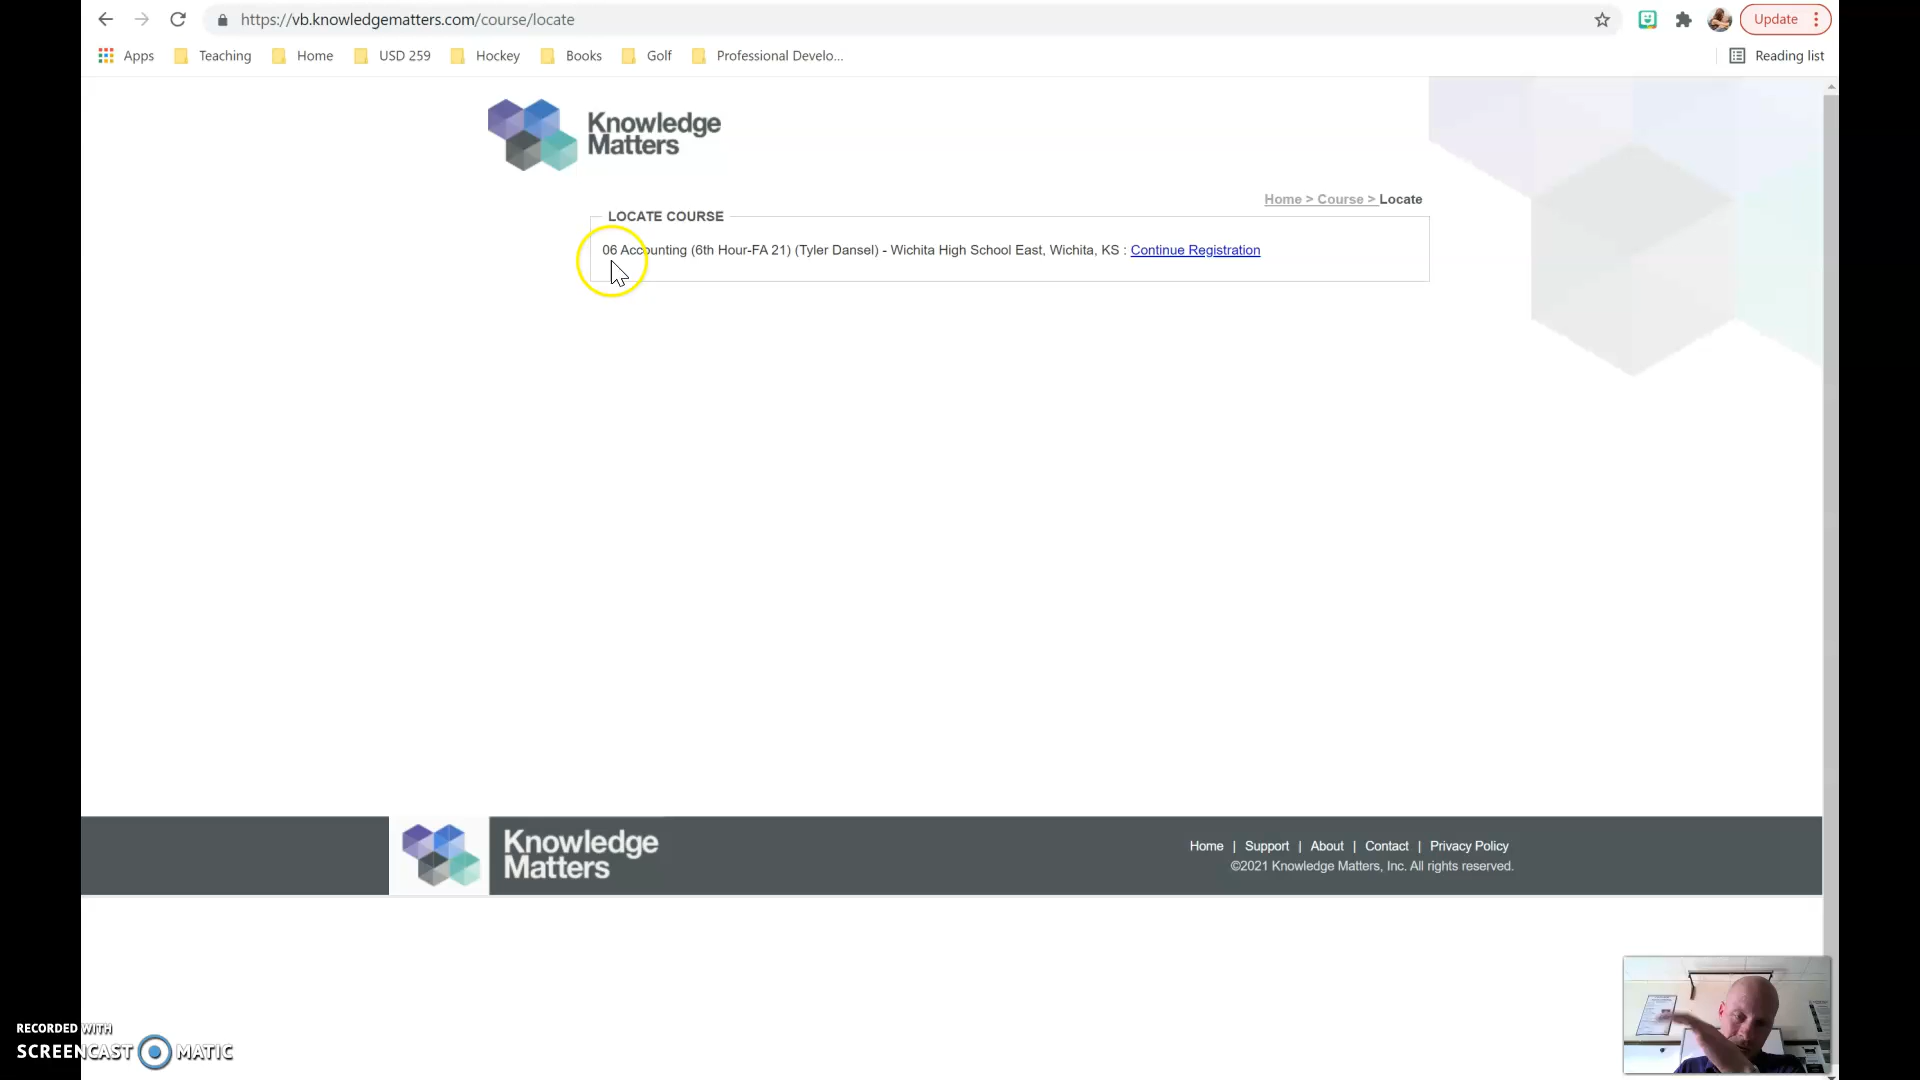 https://vb.knowledgematters.com/course/locate
Update
Apps Teaching Home USD 259 Hockey Books Golf Professional Develo... Reading list
Knowledge
Matters
Home > Course > Locate
LOCATE COURSE
06 Accounting (6th Hour-FA 21) (Tyler Dansel) - Wichita High School East, Wichita, KS : Continue Registration
Knowledge
Matters
Home | Support | About | Contact | Privacy Policy
©2021 Knowledge Matters, Inc. All rights reserved.
RECORDED WITH
SCREENCAST MATIC